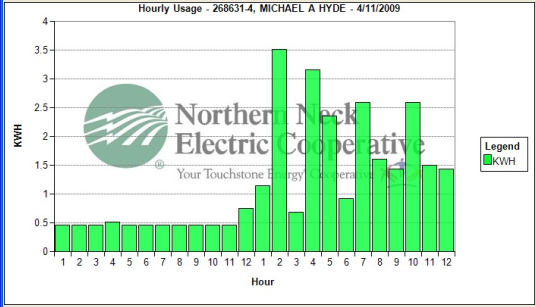 Hourly Usage - 268631-4, MICHAEL A HYDE - 4/11/2009
4
3.5
3
2.5
2
1.5
1
0.5
0
KWH
Northern Neck
Electric Cooperative
®
Your Touchstone Energy® Cooperative
Legend
KWH
1 2 3 4 5 6 7 8 9 10 11 12 1 2 3 4 5 6 7 8 9 10 11 12
Hour